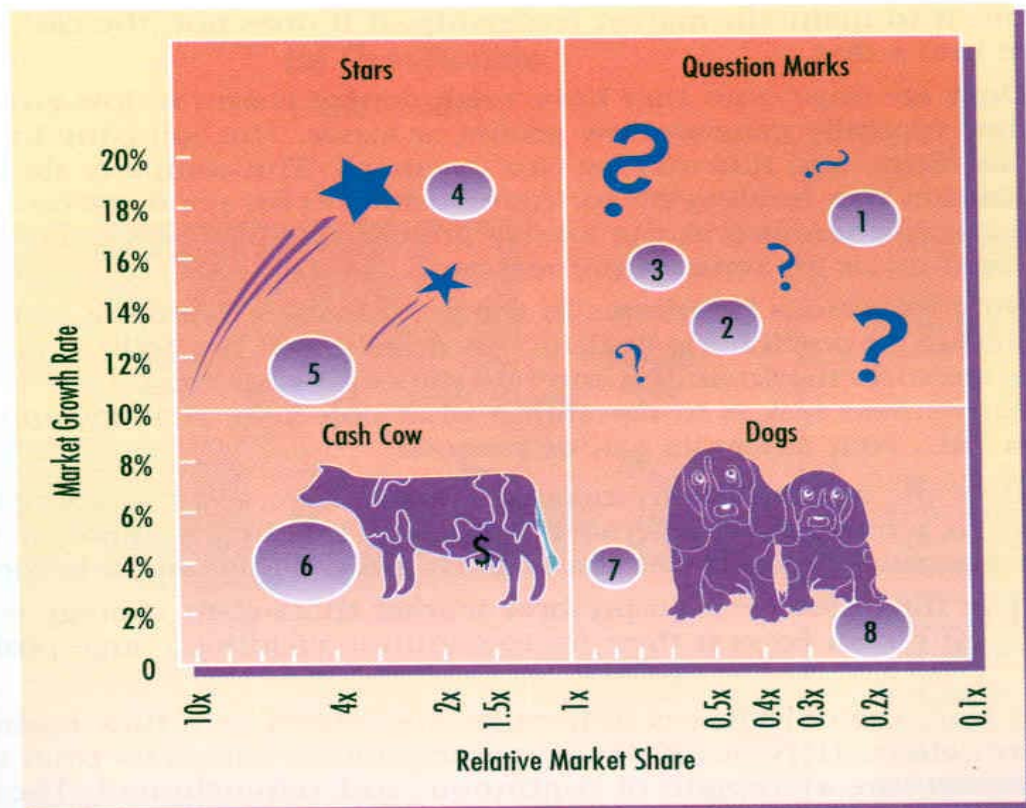 Stars
Question Marks
20%
18%
16%
14%
12%
10%
8%
6%
4%
2%
0
Market Growth Rate
4
5
?
?
?
?
?
1
3
2
Cash Cow
Dogs
6
$
7
8
10x
4x
2x
1.5x
1x
0.5x
0.4x
0.3x
0.2x
0.1x
Relative Market Share